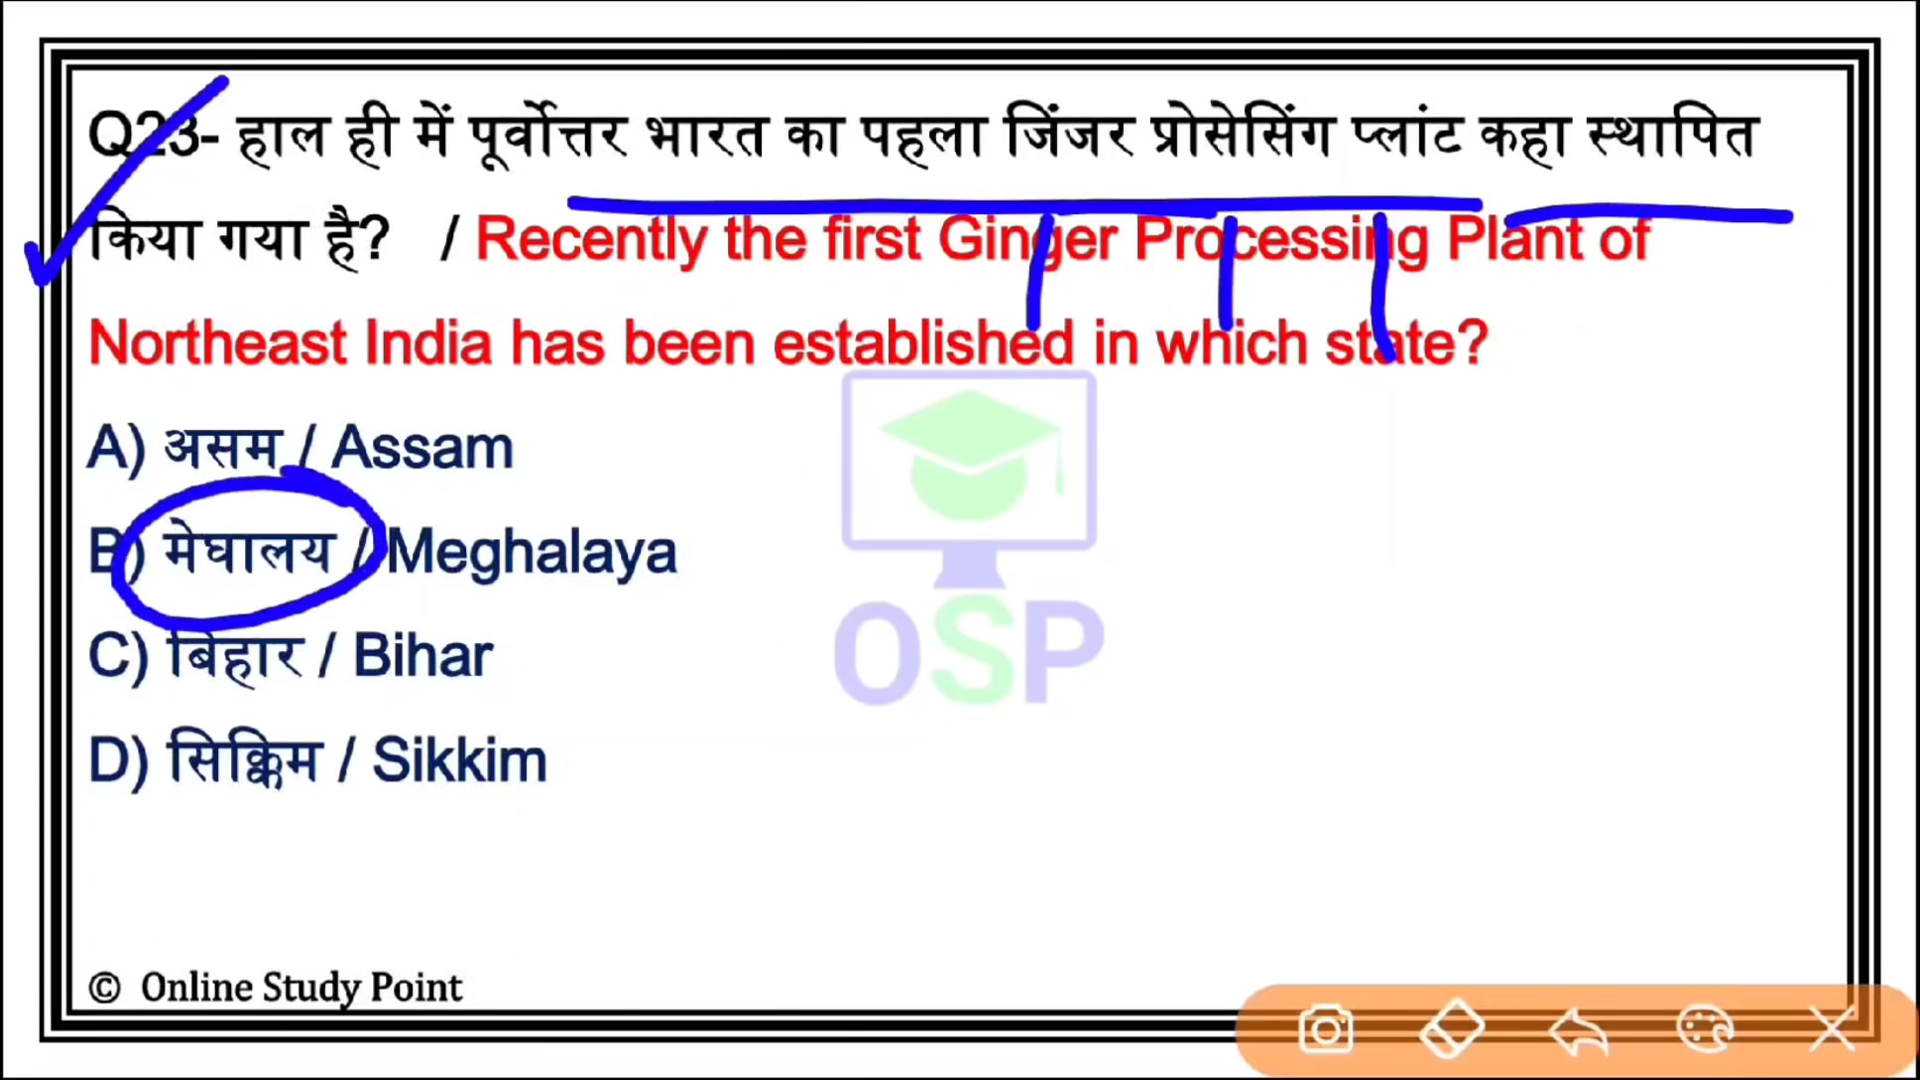 Q23- हाल ही में पूर्वोत्तर भारत का पहला जिंजर प्रोसेसिंग प्लांट कहा स्थापित
किया गया है? / Recently the first Ginger Processing Plant of
Northeast India has been established in which state?
A) असम / Assam
B) मेघालय / Meghalaya
C) बिहार / Bihar
D) सिक्किम / Sikkim
OSP
© Online Study Point